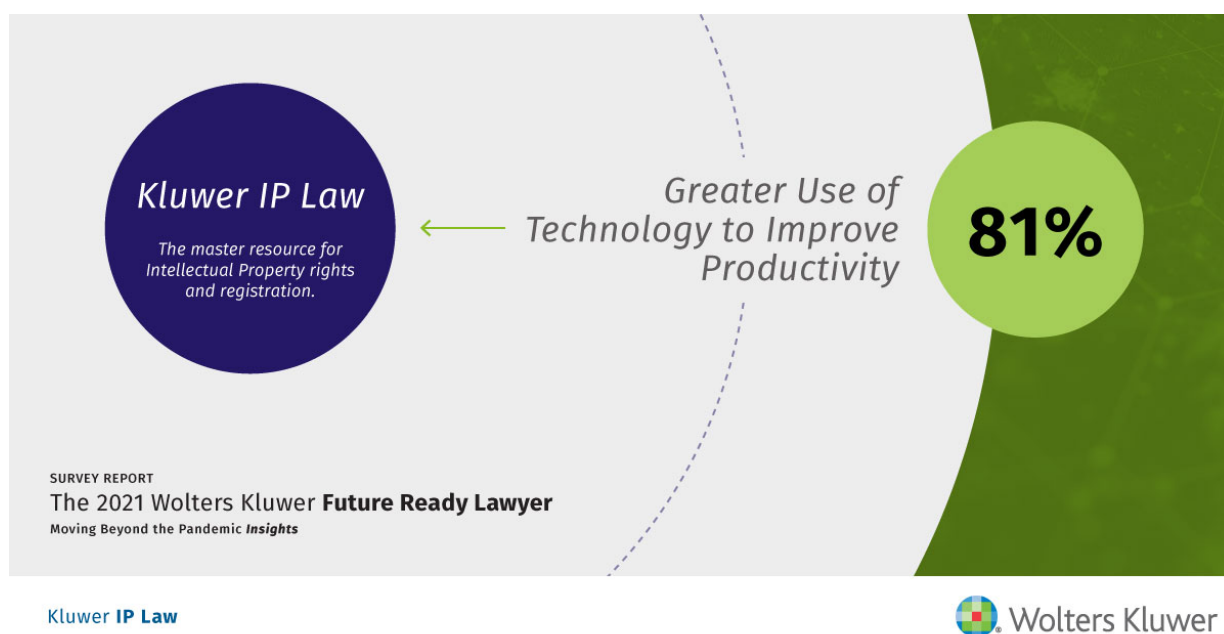 Kluwer IP Law
The master resource for
Intellectual Property rights
and registration.
Greater Use of
Technology to Improve
Productivity
81%
SURVEY REPORT
The 2021 Wolters Kluwer Future Ready Lawyer
Moving Beyond the Pandemic Insights
Kluwer IP Law
Wolters Kluwer